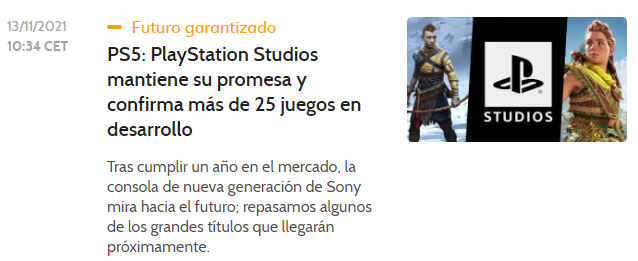 13/11/2021
10:34 CET
Futuro garantizado
PS5: PlayStation Studios
mantiene su promesa y
confirma más de 25 juegos en
desarrollo
Tras cumplir un año en el mercado, la
consola de nueva generación de Sony
mira hacia el futuro; repasamos algunos
de los grandes títulos que llegarán
próximamente.
STUDIOS